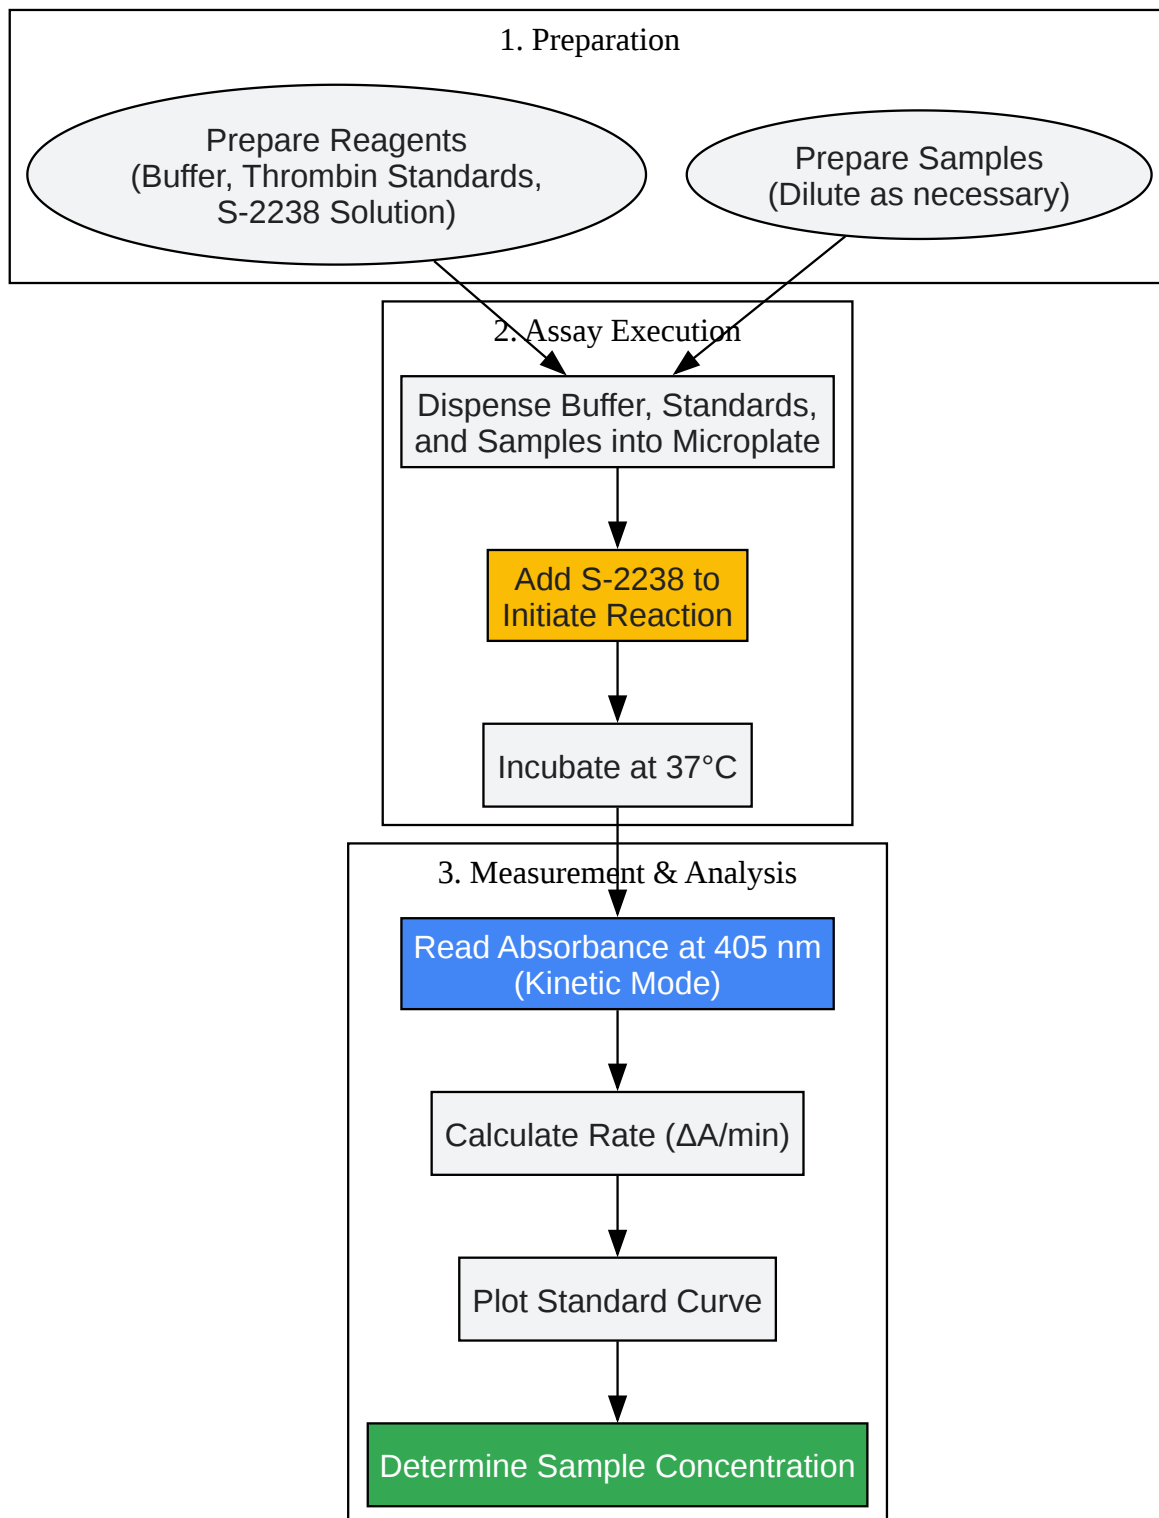 1. Preparation
Prepare Reagents
(Buffer, Thrombin Standards,
S-2238 Solution)
Prepare Samples
(Dilute as necessary)
2. Assay Execution
Dispense Buffer, Standards,
and Samples into Microplate
Add S-2238 to
Initiate Reaction
Incubate at 37°C
3. Measurement & Analysis
Read Absorbance at 405 nm
(Kinetic Mode)
Calculate Rate (ΔA/min)
Plot Standard Curve
Determine Sample Concentration